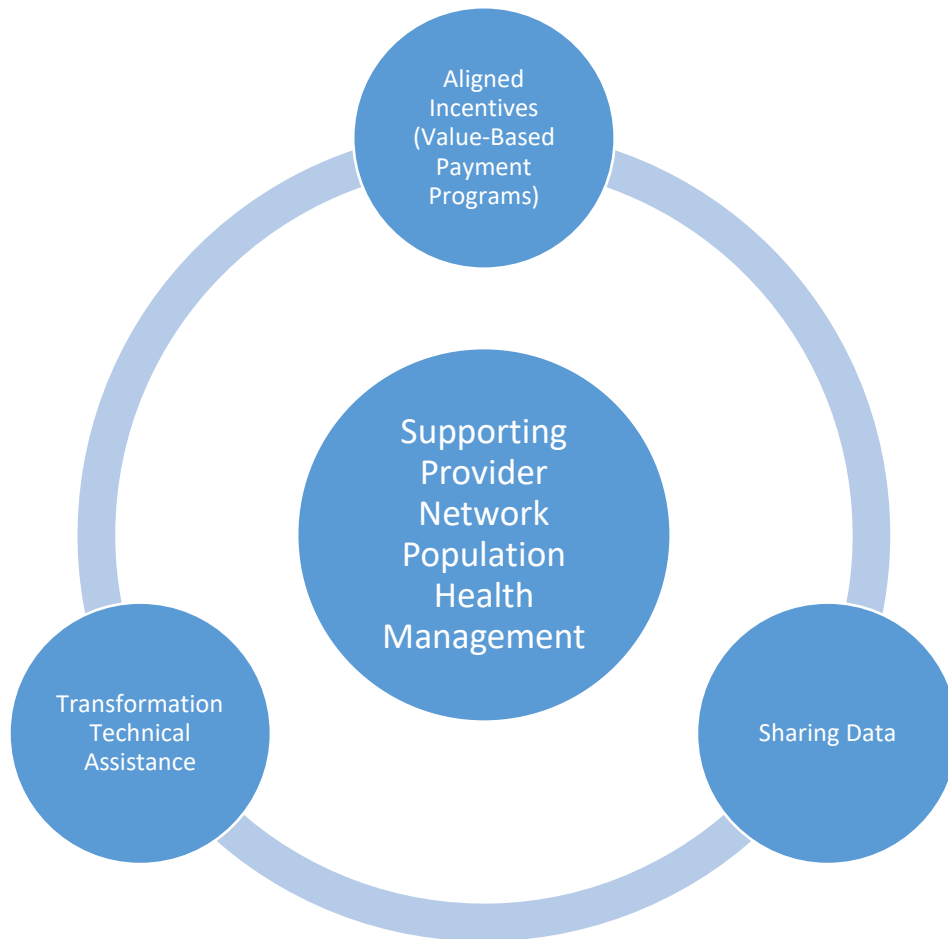 Aligned
Incentives
(Value-Based
Payment
Programs)
Supporting
Provider
Network
Population
Health
Management
Transformation
Technical
Assistance
Sharing Data